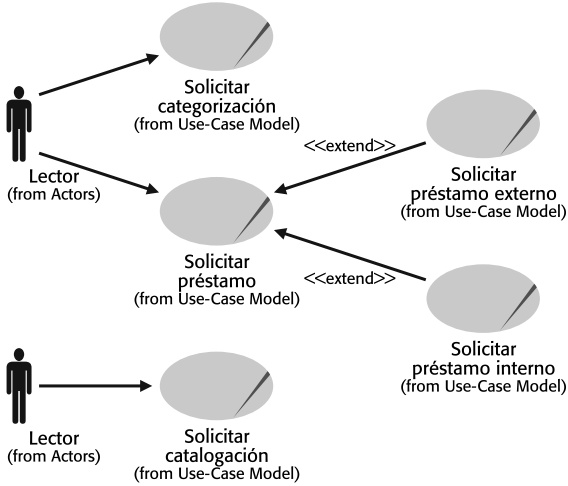 Solicitar
categorización
(from Use-Case Model)
Lector
(from Actors)
<<extend>>
Solicitar
préstamo externo
(from Use-Case Model)
Solicitar
préstamo
(from Use-Case Model)
<<extend>>
Solicitar
préstamo interno
(from Use-Case Model)
Lector
(from Actors)
Solicitar
catalogación
(from Use-Case Model)